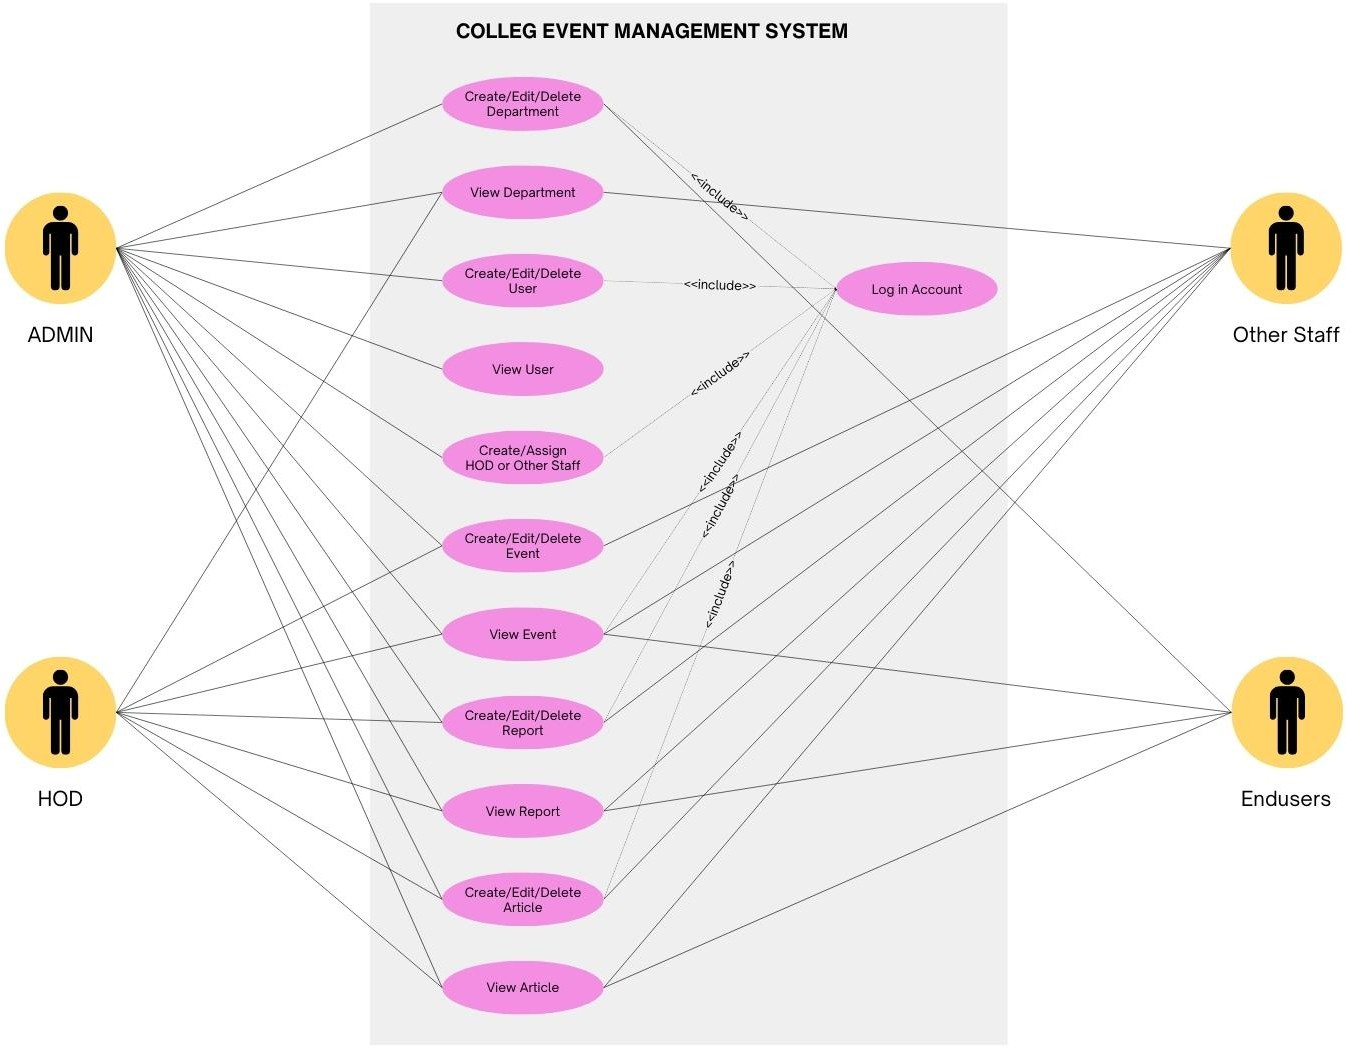 COLLEG EVENT MANAGEMENT SYSTEM
Create/Edit/Delete
Department
<<include>>
View Department
Create/Edit/Delete
User
<<include>>
Log in Account
ADMIN
Other Staff
View User
<<include>>
Create/Assign
HOD or Other Staff
<<include>>
<<include>>
Create/Edit/Delete
Event
<<include>>
View Event
Create/Edit/Delete
Report
HOD
Endusers
View Report
Create/Edit/Delete
Article
View Article